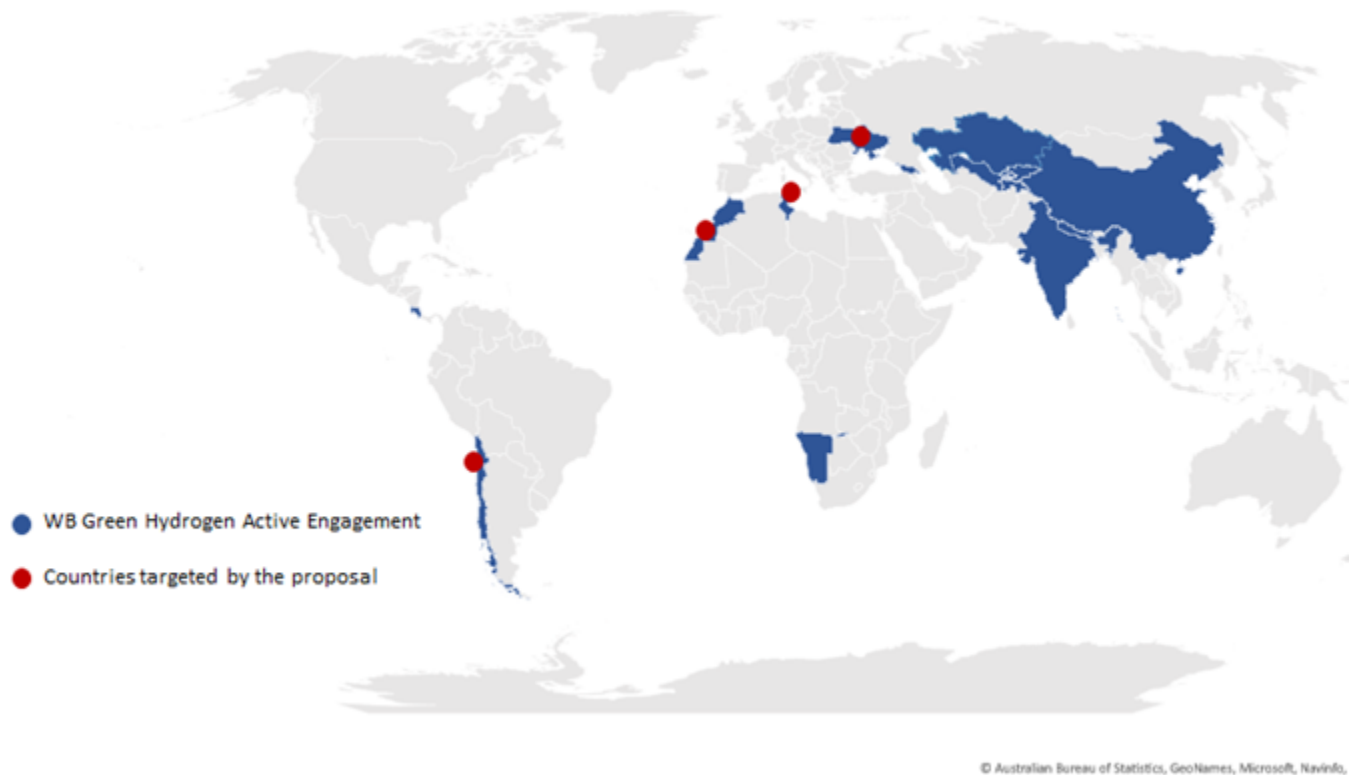 WB Green Hydrogen Active Engagement
Countries targeted by the proposal
© Australian Bureau of Statistics, GeoNames, Microsoft, Navinfo,